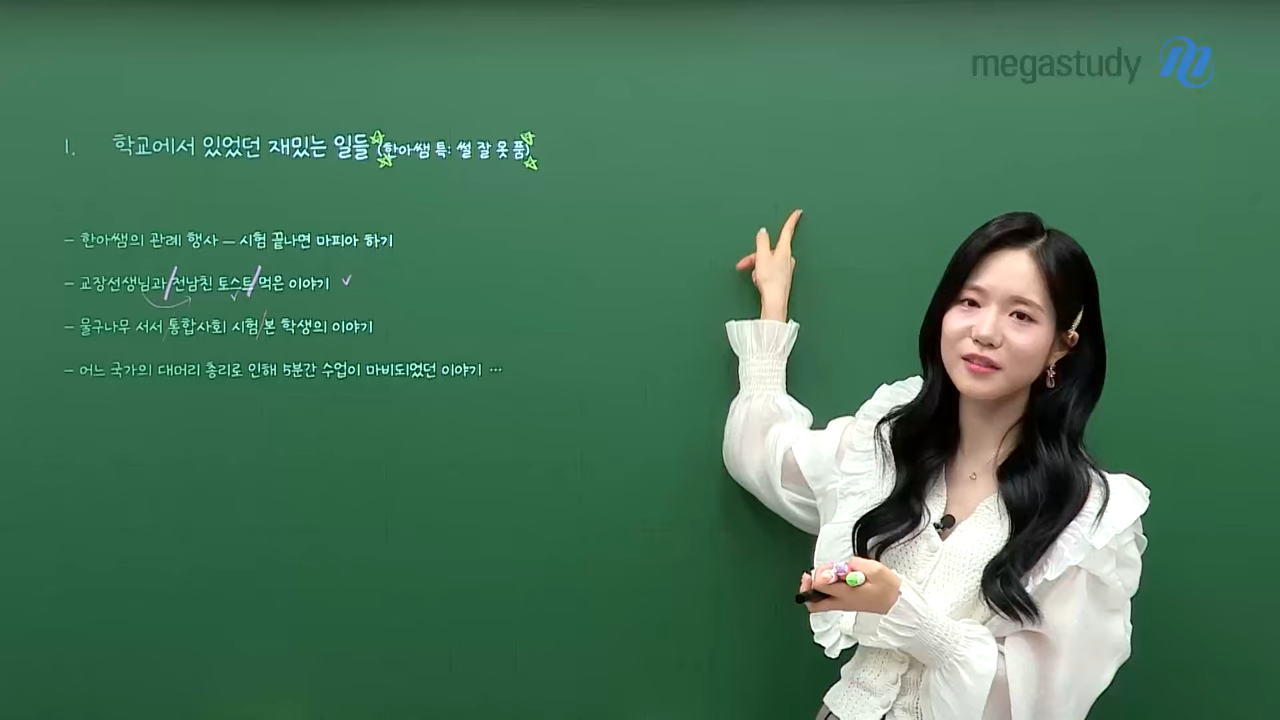 megastudy
1. 학교에서 있었던 재밌는 일들 (한아쌤 특: 썰 잘 못 품)
- 한아쌤의 관례 행사 – 시험 끝나면 마피아 하기
- 교장선생님과 전남친 토스트 먹은 이야기
- 물구나무 서서 통합사회 시험 본 학생의 이야기
- 어느 국가의 대머리 총리로 인해 5분간 수업이 마비되었던 이야기 …